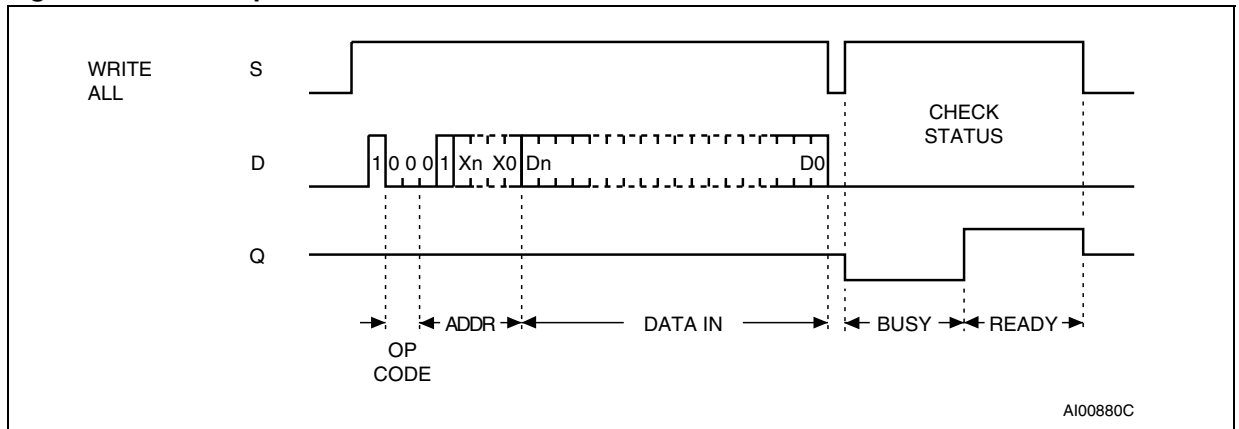 WRITE
ALL
S
CHECK
STATUS
D
1 0 0 0 1 Xn X0 Dn D0
Q
ADDR DATA IN BUSY READY
OP
CODE
AI00880C